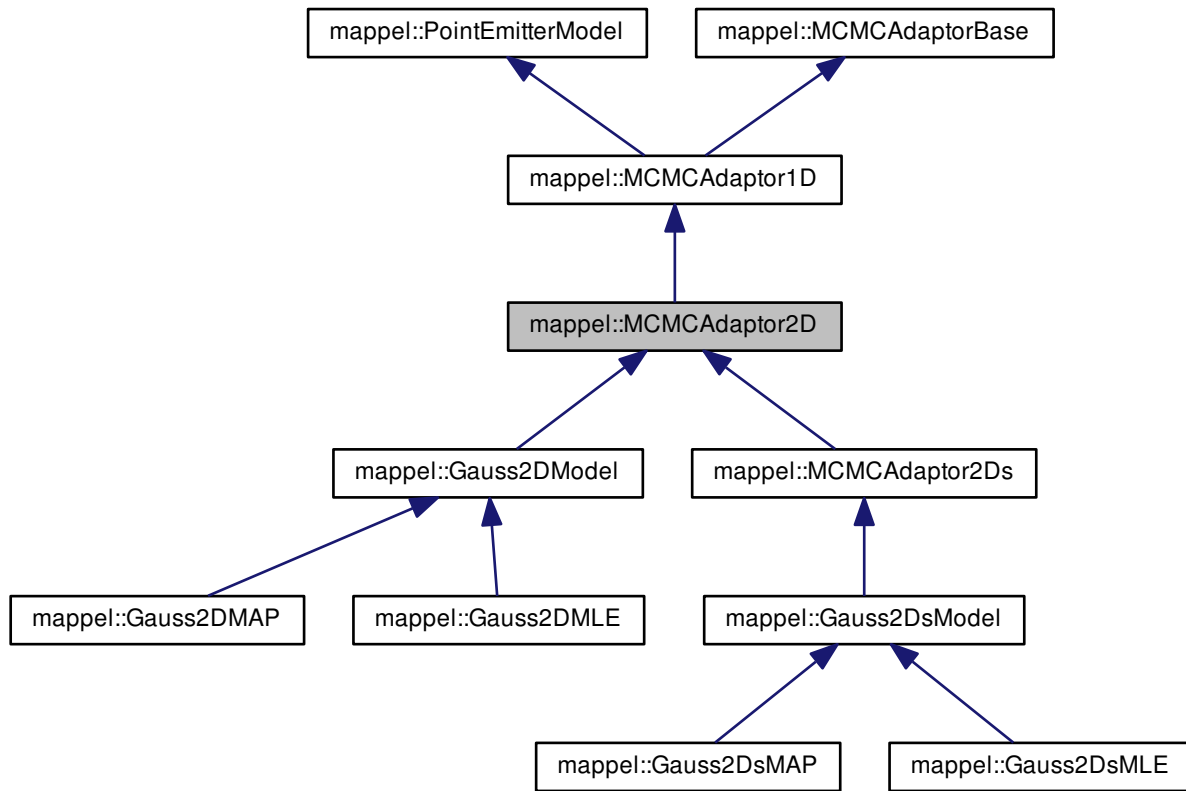 mappel::PointEmitterModel
mappel::MCMCAdaptorBase
mappel::MCMCAdaptor1D
mappel::MCMCAdaptor2D
mappel::Gauss2DModel
mappel::MCMCAdaptor2Ds
mappel::Gauss2DMAP
mappel::Gauss2DMLE
mappel::Gauss2DsModel
mappel::Gauss2DsMAP
mappel::Gauss2DsMLE